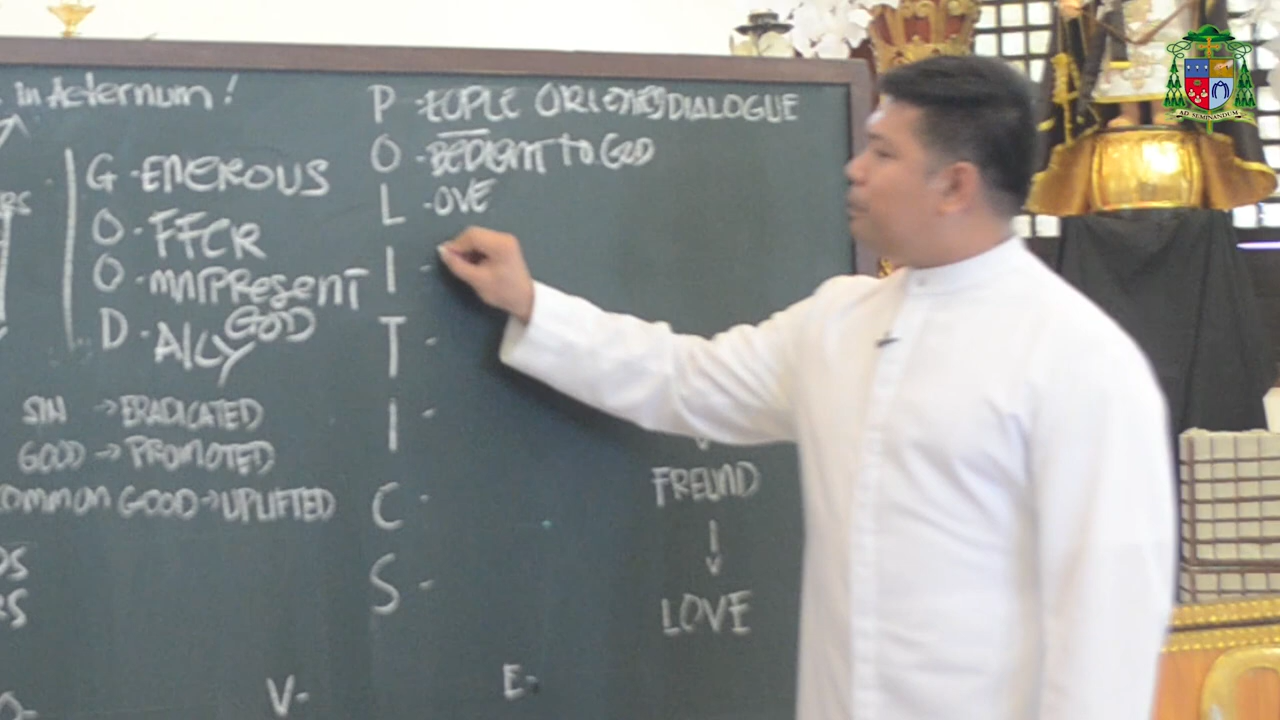 in Aeternum!
G - ENEROUS
O - FFER
O - MNIPRESENT GOD
D - AILY
SIN → ERADICATED
GOOD → PROMOTED
COMMON GOOD → UPLIFTED
P - EOPLE ORIENTED DIALOGUE
O - BEDIENT TO GOD
L - OVE
I -
T -
I -
C -
S -
FREUND
↓
LOVE
V-
E-
AD SEMINANDUM